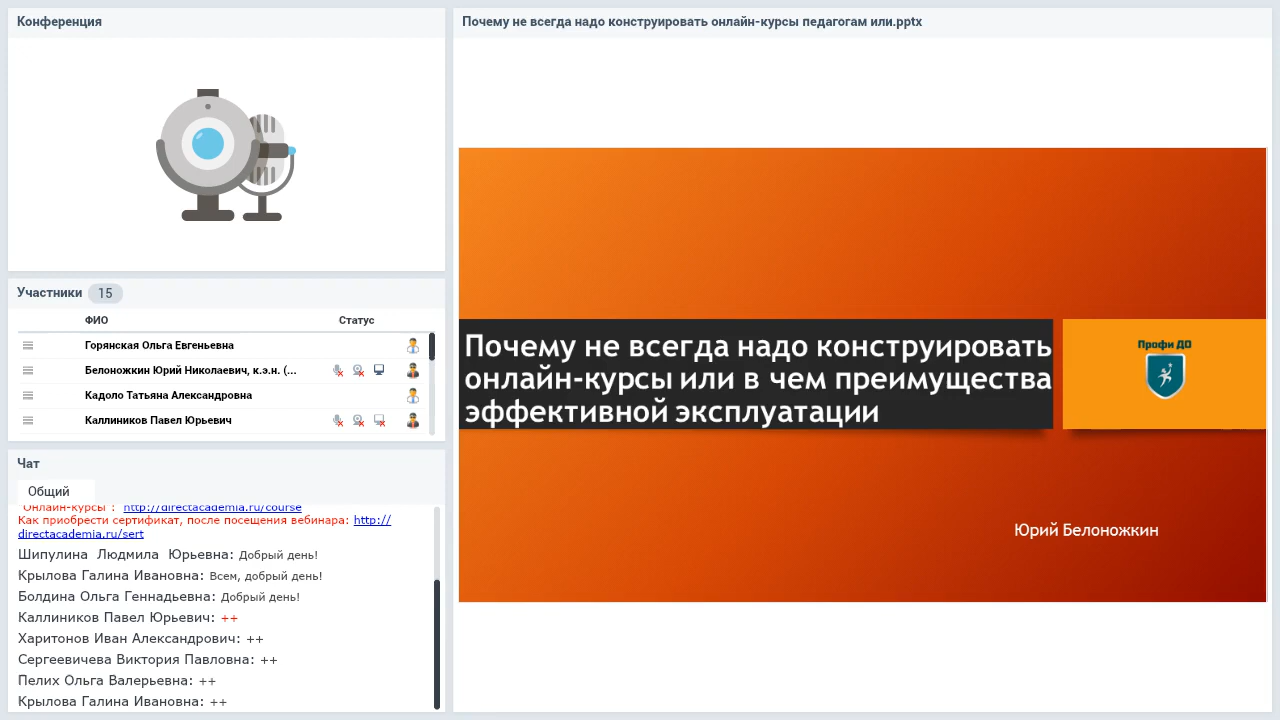 Конференция
Участники 15
ФИО Статус
Горянская Ольга Евгеньевна
Белоножкин Юрий Николаевич, к.э.н. (...
Кадоло Татьяна Александровна
Каллиников Павел Юрьевич
Чат
Общий
"Онлайн-курсы": http://directacademia.ru/course
Как приобрести сертификат, после посещения вебинара: http://
directacademia.ru/sert
Шипулина Людмила Юрьевна: Добрый день!
Крылова Галина Ивановна: Всем, добрый день!
Болдина Ольга Геннадьевна: Добрый день!
Каллиников Павел Юрьевич: ++
Харитонов Иван Александрович: ++
Сергеевичева Виктория Павловна: ++
Пелих Ольга Валерьевна: ++
Крылова Галина Ивановна: ++
Почему не всегда надо конструировать онлайн-курсы педагогам или.pptx
Почему не всегда надо конструировать
онлайн-курсы или в чем преимущества
эффективной эксплуатации
Профи ДО
Юрий Белоножкин